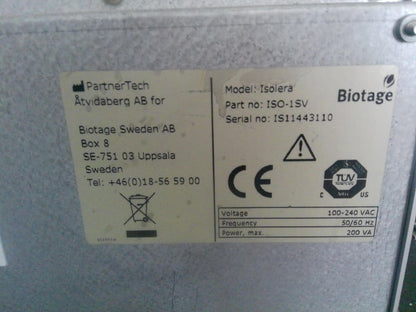 PartnerTech
Åtvidaberg AB for
Biotage Sweden AB
Box 8
SE-751 03 Uppsala
Sweden
Tel: +46(0)18-56 59 00
Model: Isolera
Part no: ISO-1SV
Serial no: IS11443110
Biotage
CE
TÜV
C US
Voltage 100-240 VAC
Frequency 50/60 Hz
Power, max. 200 VA